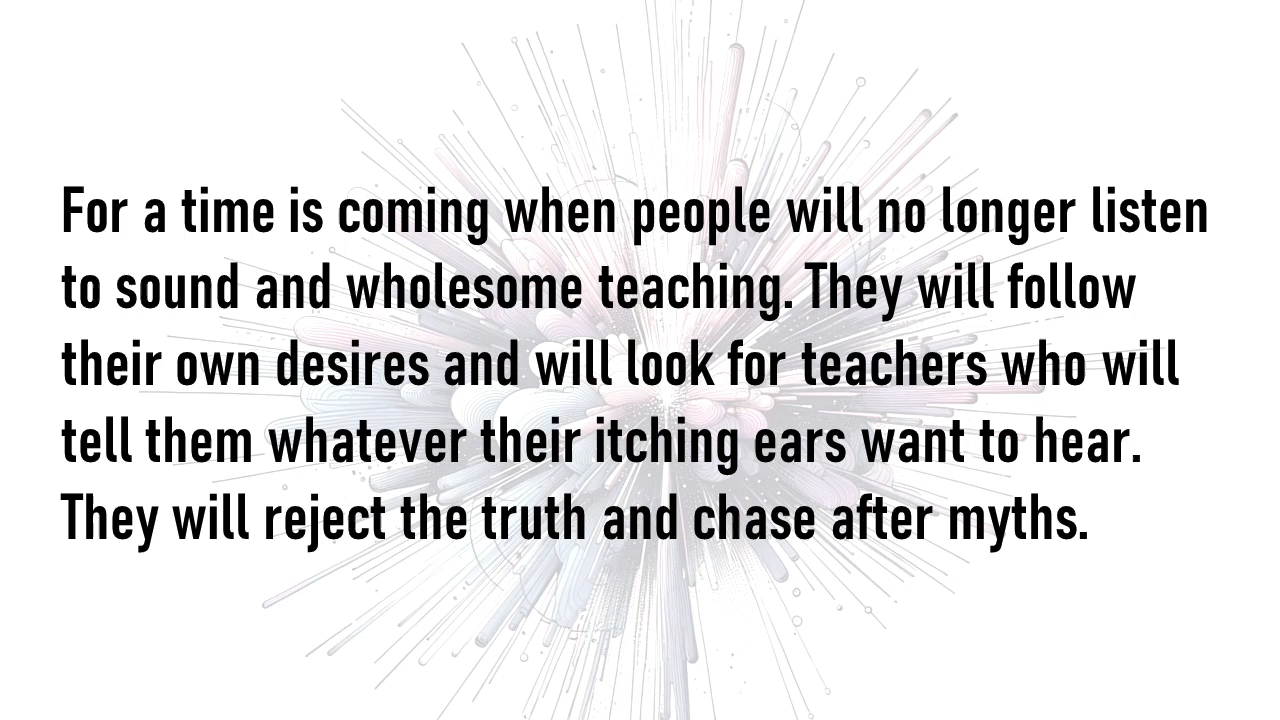 For a time is coming when people will no longer listen
to sound and wholesome teaching. They will follow
their own desires and will look for teachers who will
tell them whatever their itching ears want to hear.
They will reject the truth and chase after myths.